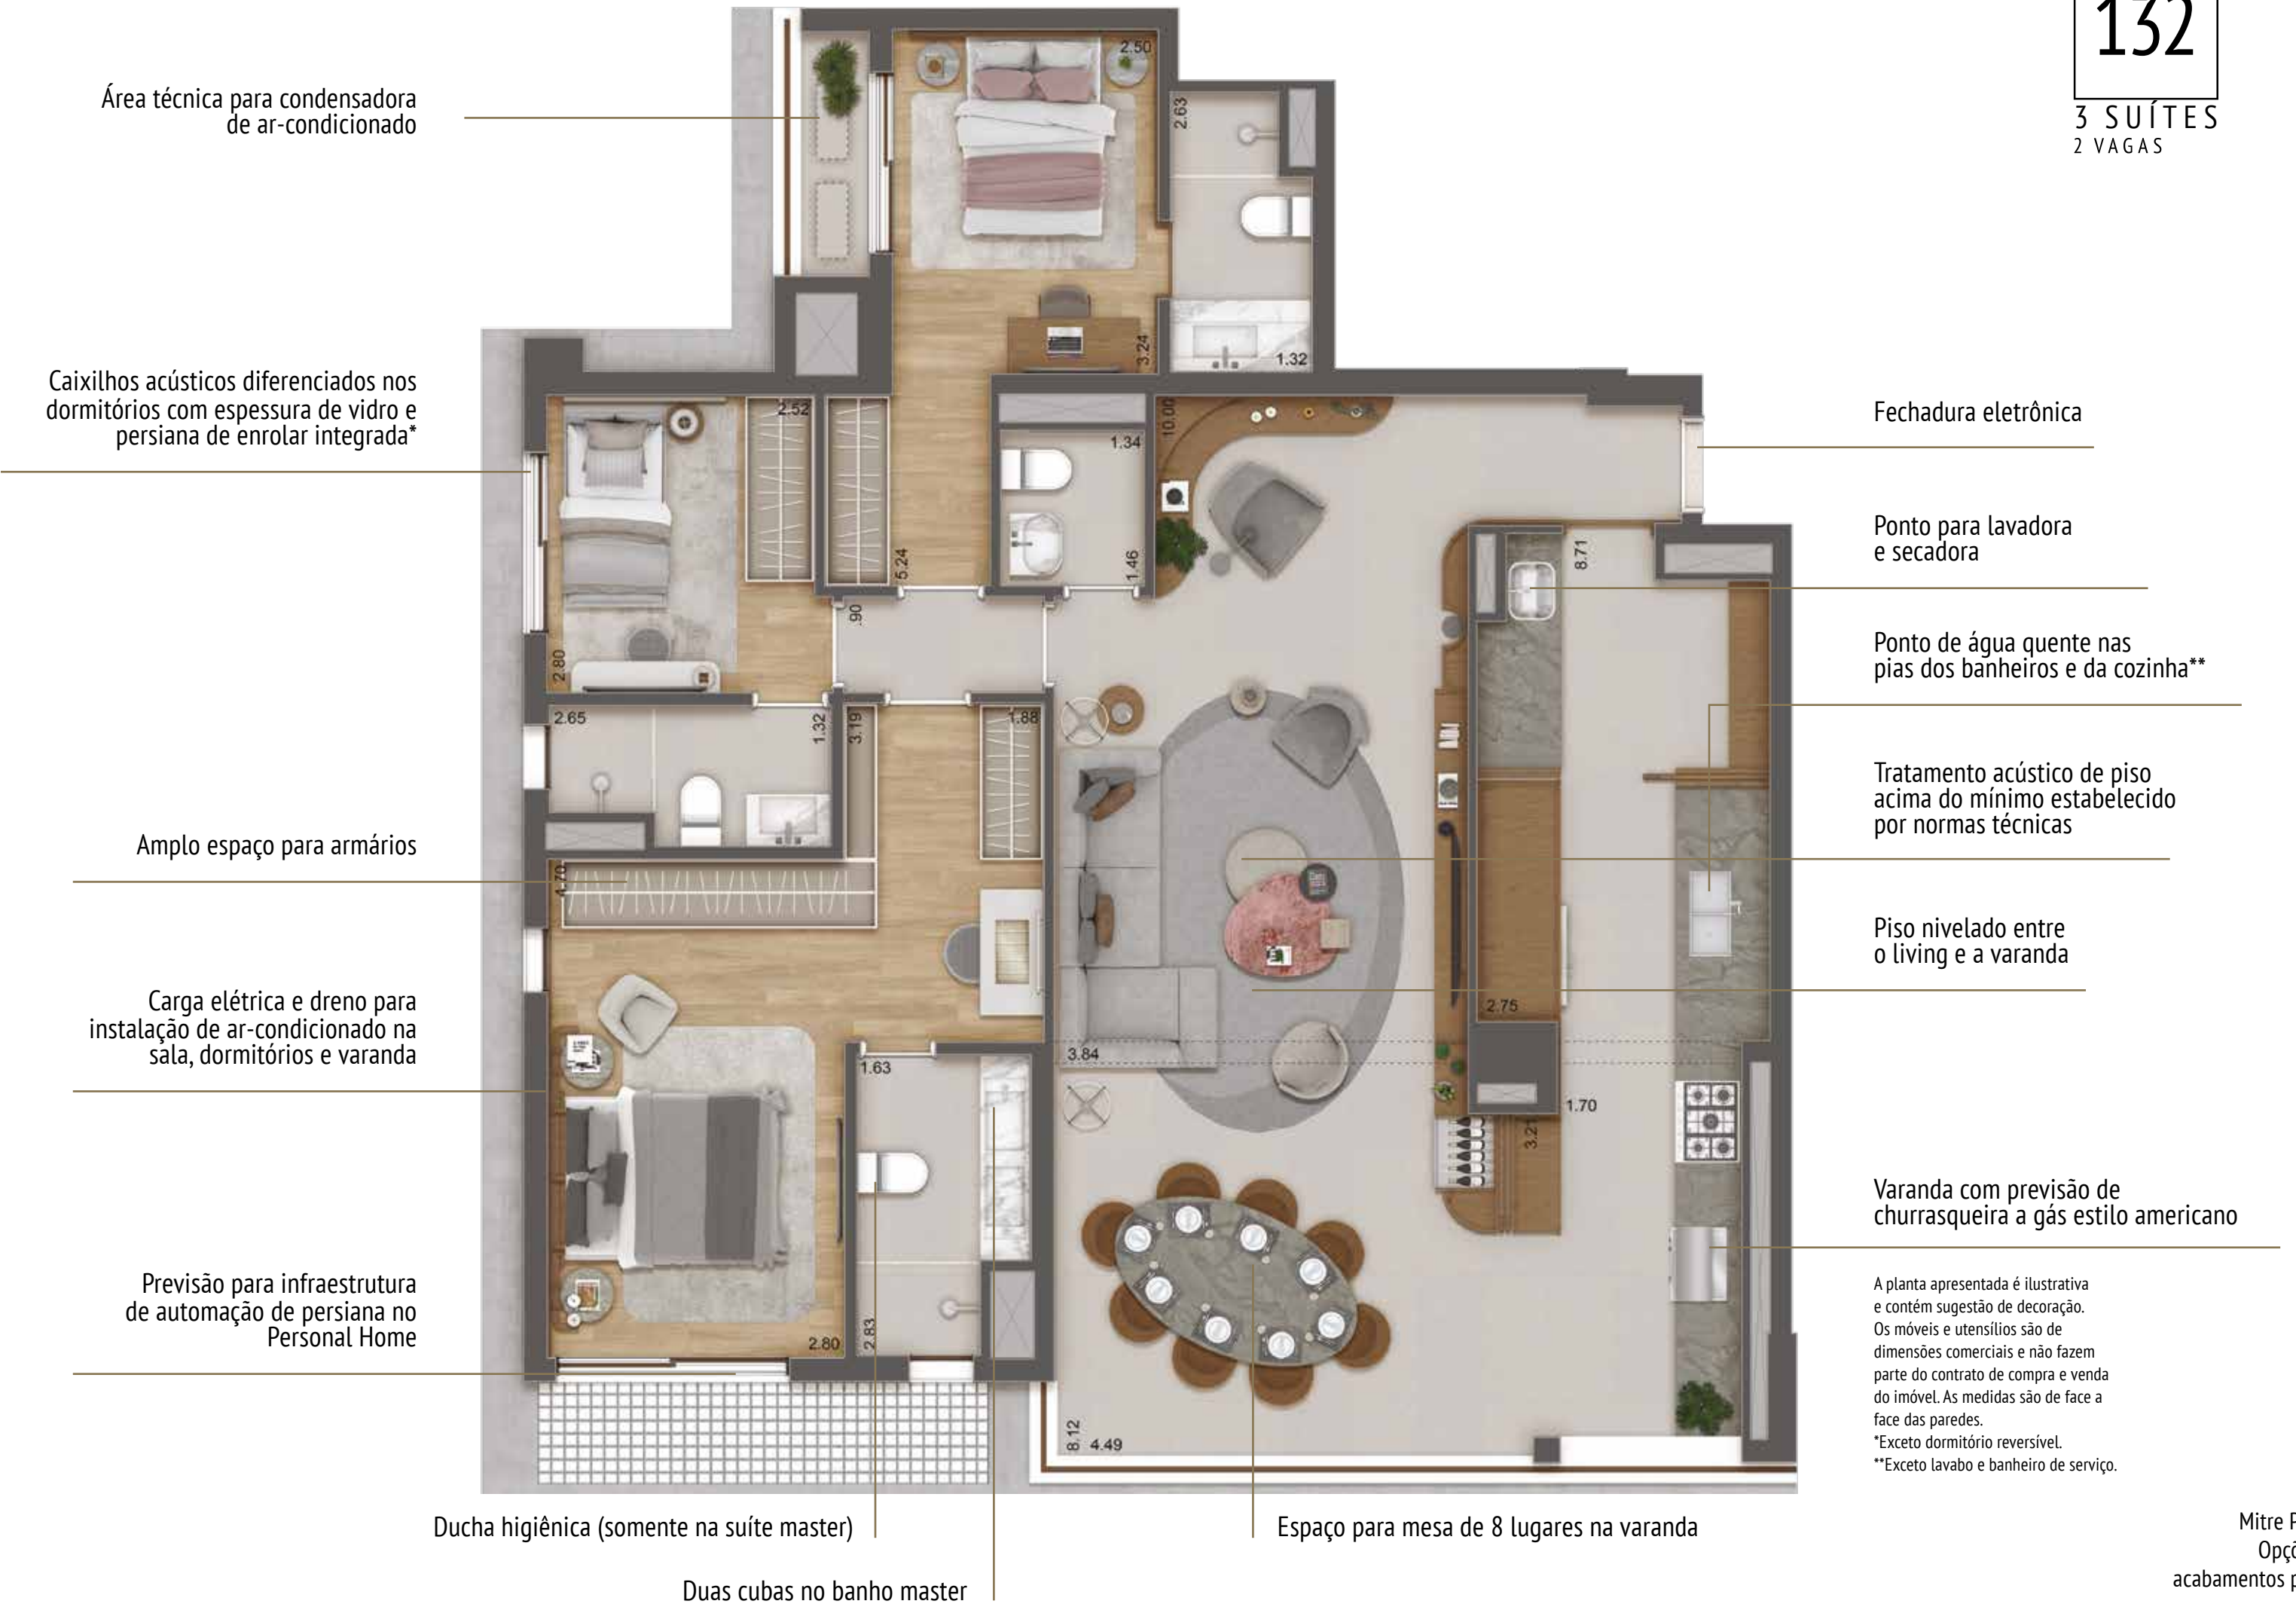 132
3 SUÍTES
2 VAGAS
Área técnica para condensadora
de ar-condicionado
Caixilhos acústicos diferenciados nos
dormitórios com espessura de vidro e
persiana de enrolar integrada*
Amplo espaço para armários
Carga elétrica e dreno para
instalação de ar-condicionado na
sala, dormitórios e varanda
Previsão para infraestrutura
de automação de persiana no
Personal Home
2.50
2.63
3.24
1.32
2.52
1.34
10.00
5.24
1.46
8.71
.90
2.80
2.65
1.32
3.19
1.88
4.70
2.75
3.84
1.63
1.70
3.21
2.83
2.80
8.12
4.49
Fechadura eletrônica
Ponto para lavadora
e secadora
Ponto de água quente nas
pias dos banheiros e da cozinha**
Tratamento acústico de piso
acima do mínimo estabelecido
por normas técnicas
Piso nivelado entre
o living e a varanda
Varanda com previsão de
churrasqueira a gás estilo americano
A planta apresentada é ilustrativa
e contém sugestão de decoração.
Os móveis e utensílios são de
dimensões comerciais e não fazem
parte do contrato de compra e venda
do imóvel. As medidas são de face a
face das paredes.
*Exceto dormitório reversível.
**Exceto lavabo e banheiro de serviço.
Ducha higiênica (somente na suíte master)
Espaço para mesa de 8 lugares na varanda
Duas cubas no banho master
Mitre
acabamentos